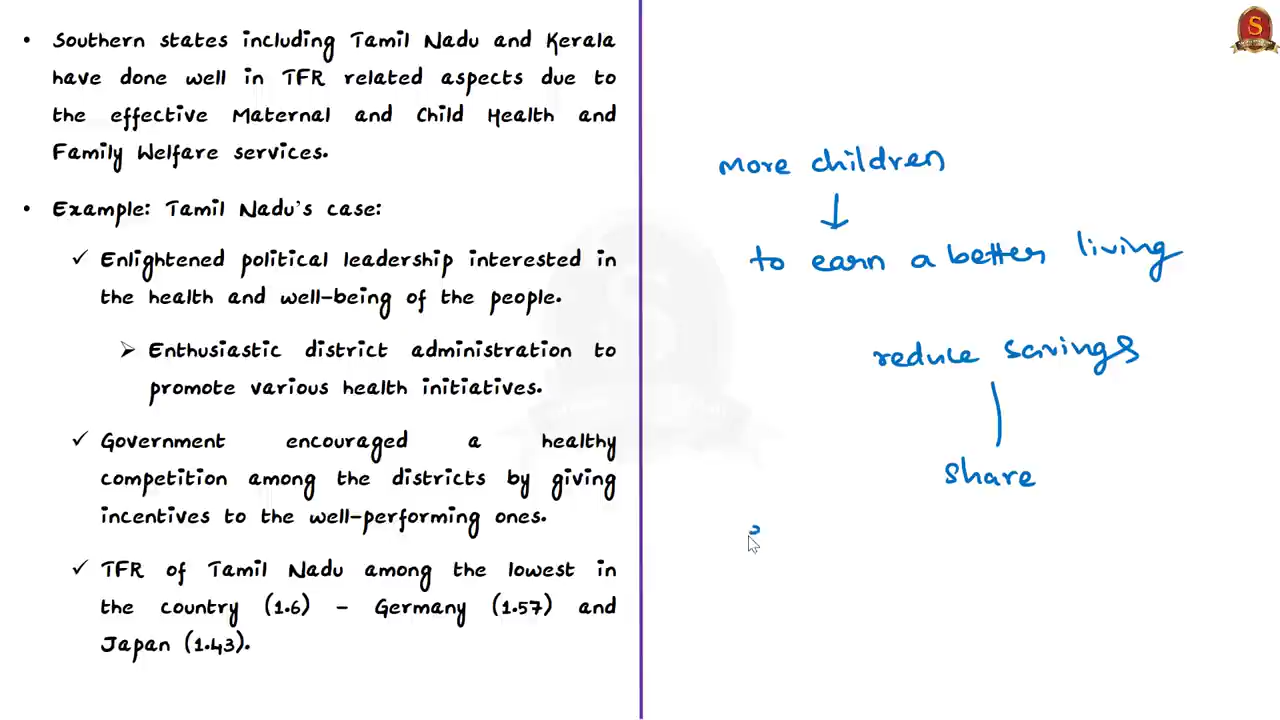 • Southern states including Tamil Nadu and Kerala
have done well in TFR related aspects due to
the effective Maternal and Child Health and
Family Welfare services.
• Example: Tamil Nadu's case:
✓ Enlightened political leadership interested in
the health and well-being of the people.
➢ Enthusiastic district administration to
promote various health initiatives.
✓ Government encouraged a healthy
competition among the districts by giving
incentives to the well-performing ones.
✓ TFR of Tamil Nadu among the lowest in
the country (1.6) – Germany (1.57) and
Japan (1.43).
more children
↓
to earn a better living
reduce savings
share
S